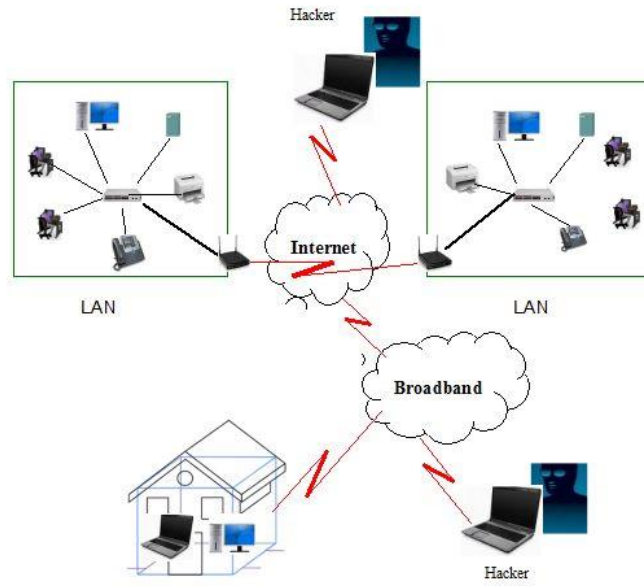 Hacker
Internet
LAN
LAN
Broadband
Hacker